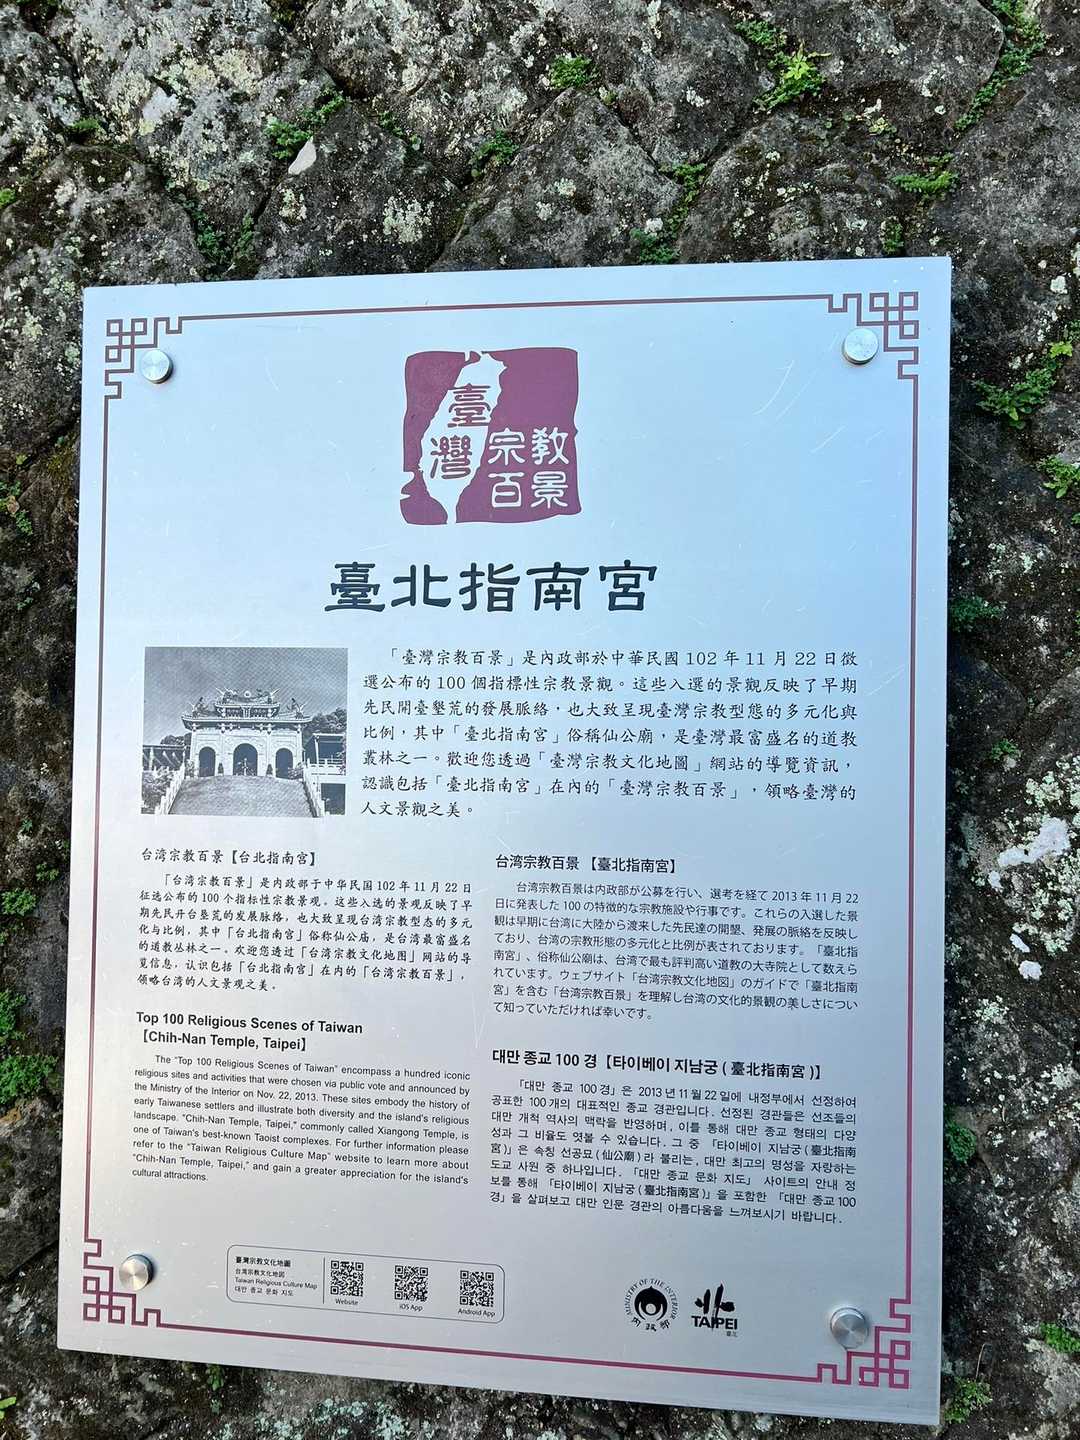 臺灣
宗教
百景
臺北指南宮
「臺灣宗教百景」是內政部於中華民國 102 年 11 月 22 日徵
選公布的 100 個指標性宗教景觀。這些入選的景觀反映了早期
先民開臺墾荒的發展脈絡，也大致呈現臺灣宗教型態的多元化與
比例，其中「臺北指南宮」俗稱仙公廟，是臺灣最富盛名的道教
叢林之一。歡迎您透過「臺灣宗教文化地圖」網站的導覽資訊，
認識包括「臺北指南宮」在內的「臺灣宗教百景」，領略臺灣的
人文景觀之美。
台湾宗教百景【台北指南宫】
「台湾宗教百景」是内政部于中华民国 102 年 11 月 22 日
征选公布的 100 个指标性宗教景观。这些入选的景观反映了早
期先民开台垦荒的发展脉络，也大致呈现台湾宗教型态的多元
化与比例，其中「台北指南宫」俗称仙公庙，是台湾最富盛名
的道教丛林之一。欢迎您透过「台湾宗教文化地图」网站的导
览信息，认识包括「台北指南宫」在内的「台湾宗教百景」，
领略台湾的人文景观之美。
Top 100 Religious Scenes of Taiwan
【Chih-Nan Temple, Taipei】
The "Top 100 Religious Scenes of Taiwan" encompass a hundred iconic
religious sites and activities that were chosen via public vote and announced by
the Ministry of the Interior on Nov. 22, 2013. These sites embody the history of
early Taiwanese settlers and illustrate both diversity and the island's religious
landscape. "Chih-Nan Temple, Taipei," commonly called Xiangong Temple, is
one of Taiwan's best-known Taoist complexes. For further information please
refer to the "Taiwan Religious Culture Map" website to learn more about
"Chih-Nan Temple, Taipei," and gain a greater appreciation for the island's
cultural attractions.
台湾宗教百景 【臺北指南宮】
台湾宗教百景は内政部が公募を行い、選考を経て 2013 年 11 月 22
日に発表した 100 の特徴的な宗教施設や行事です。これらの入選した景
観は早期に台湾に大陸から渡来した先民達の開墾、発展の脈絡を反映し
ており、台湾の宗教形態の多元化と比例が表されております。「臺北指
南宮」、俗称仙公廟は、台湾で最も評判高い道教の大寺院として数えら
れています。ウェブサイト「台湾宗教文化地図」のガイドで「臺北指南
宮」を含む「台湾宗教百景」を理解し台湾の文化的景観の美しさについ
て知っていただければ幸いです。
대만 종교 100 경【타이베이 지남궁 ( 臺北指南宮 )】
「대만 종교 100 경」은 2013 년 11 월 22 일에 내정부에서 선정하여
공표한 100 개의 대표적인 종교 경관입니다. 선정된 경관들은 선조들의
대만 개척 역사의 맥락을 반영하며, 이를 통해 대만 종교 형태의 다양
성과 그 비율도 엿볼 수 있습니다. 그 중 「타이베이 지남궁 (臺北指南
宮)」은 속칭 선공묘 (仙公廟) 라 불리는, 대만 최고의 명성을 자랑하는
도교 사원 중 하나입니다. 「대만 종교 문화 지도」 사이트의 안내 정
보를 통해 「타이베이 지남궁 (臺北指南宮)」을 포함한 「대만 종교 100
경」을 살펴보고 대만 인문 경관의 아름다움을 느껴보시기 바랍니다.
臺灣宗教文化地圖
台湾宗教文化地図
Taiwan Religious Culture Map
대만 종교 문화 지도
Website
iOS App
Android App
MINISTRY OF THE INTERIOR
內政部
北
TAIPEI
臺北